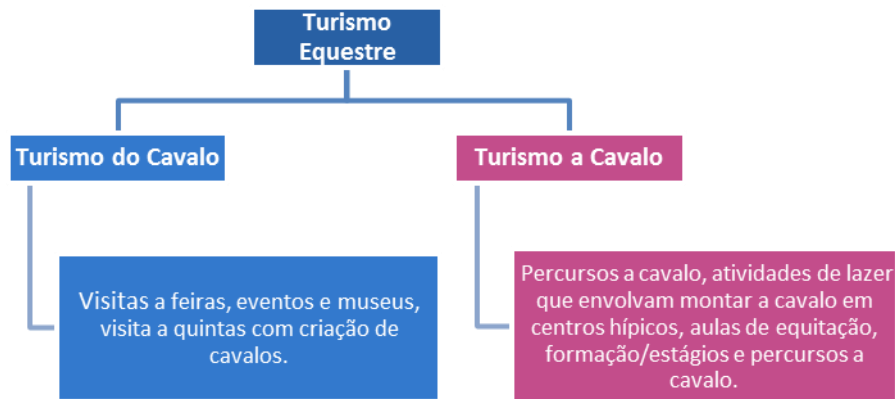 Turismo
Equestre
Turismo do Cavalo
Turismo a Cavalo
Visitas a feiras, eventos e museus,
visita a quintas com criação de
cavalos.
Percursos a cavalo, atividades de lazer
que envolvam montar a cavalo em
centros hípicos, aulas de equitação,
formação/estágios e percursos a
cavalo.